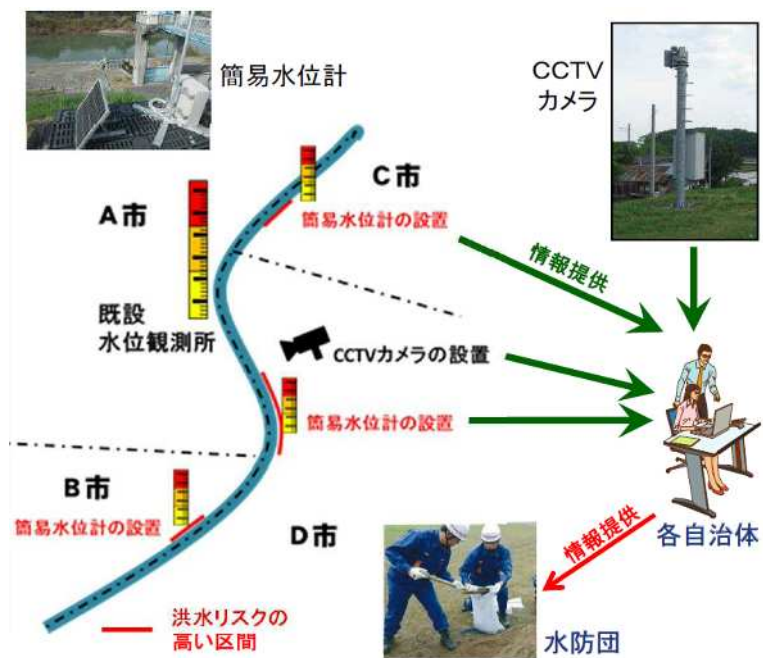 簡易水位計
CCTV
カメラ
C市
A市
簡易水位計の設置
情報提供
既設
水位観測所
CCTVカメラの設置
簡易水位計の設置
B市
簡易水位計の設置
D市
情報提供
各自治体
洪水リスクの
高い区間
水防団